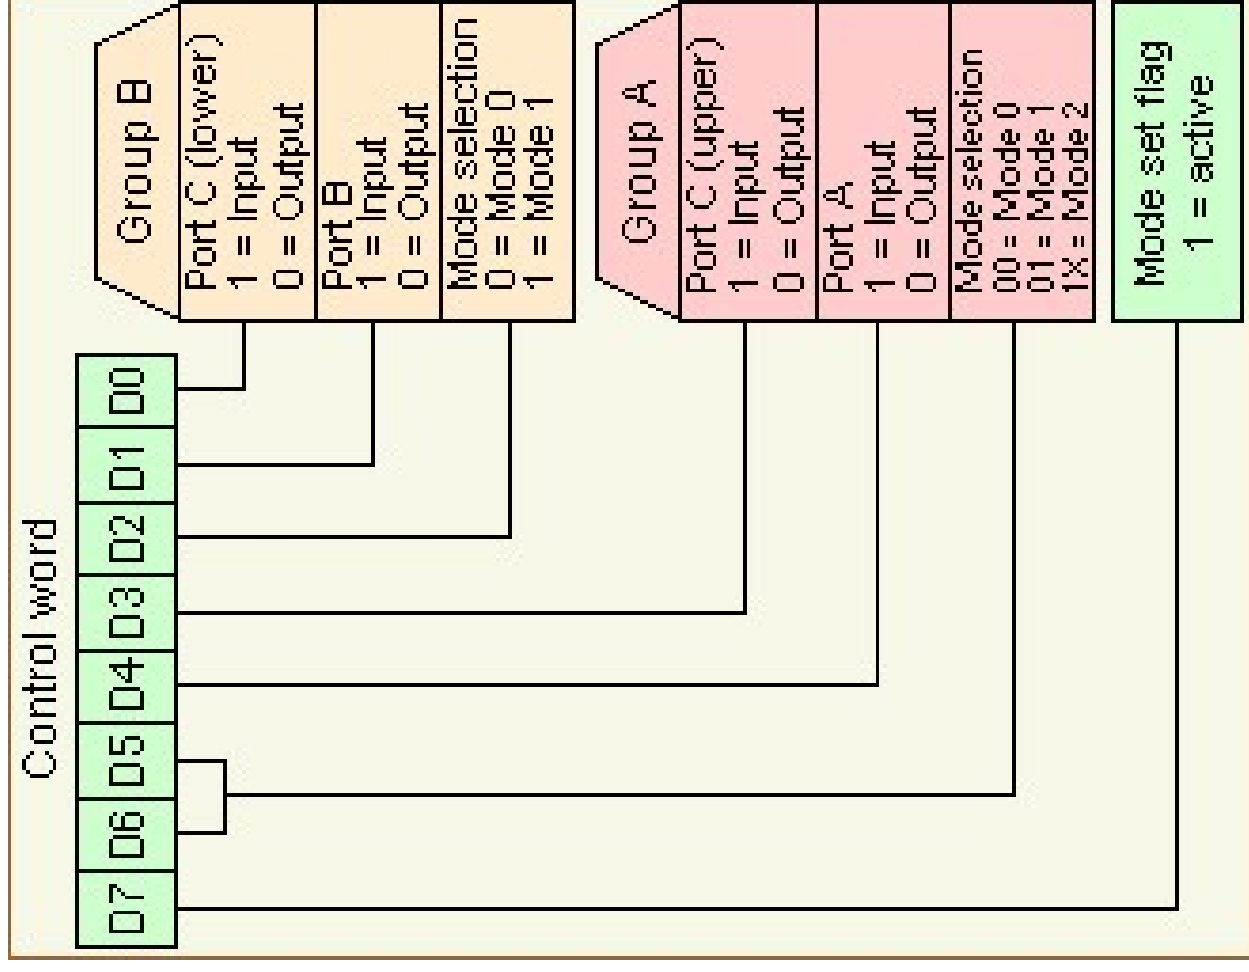 Control word
D7 D6 D5 D4 D3 D2 D1 D0
Group B
Port C (lower)
1 = Input
0 = Output
Port B
1 = Input
0 = Output
Mode selection
0 = Mode 0
1 = Mode 1
Group A
Port C (upper)
1 = Input
0 = Output
Port A
1 = Input
0 = Output
Mode selection
00 = Mode 0
01 = Mode 1
1X = Mode 2
Mode set flag
1 = active